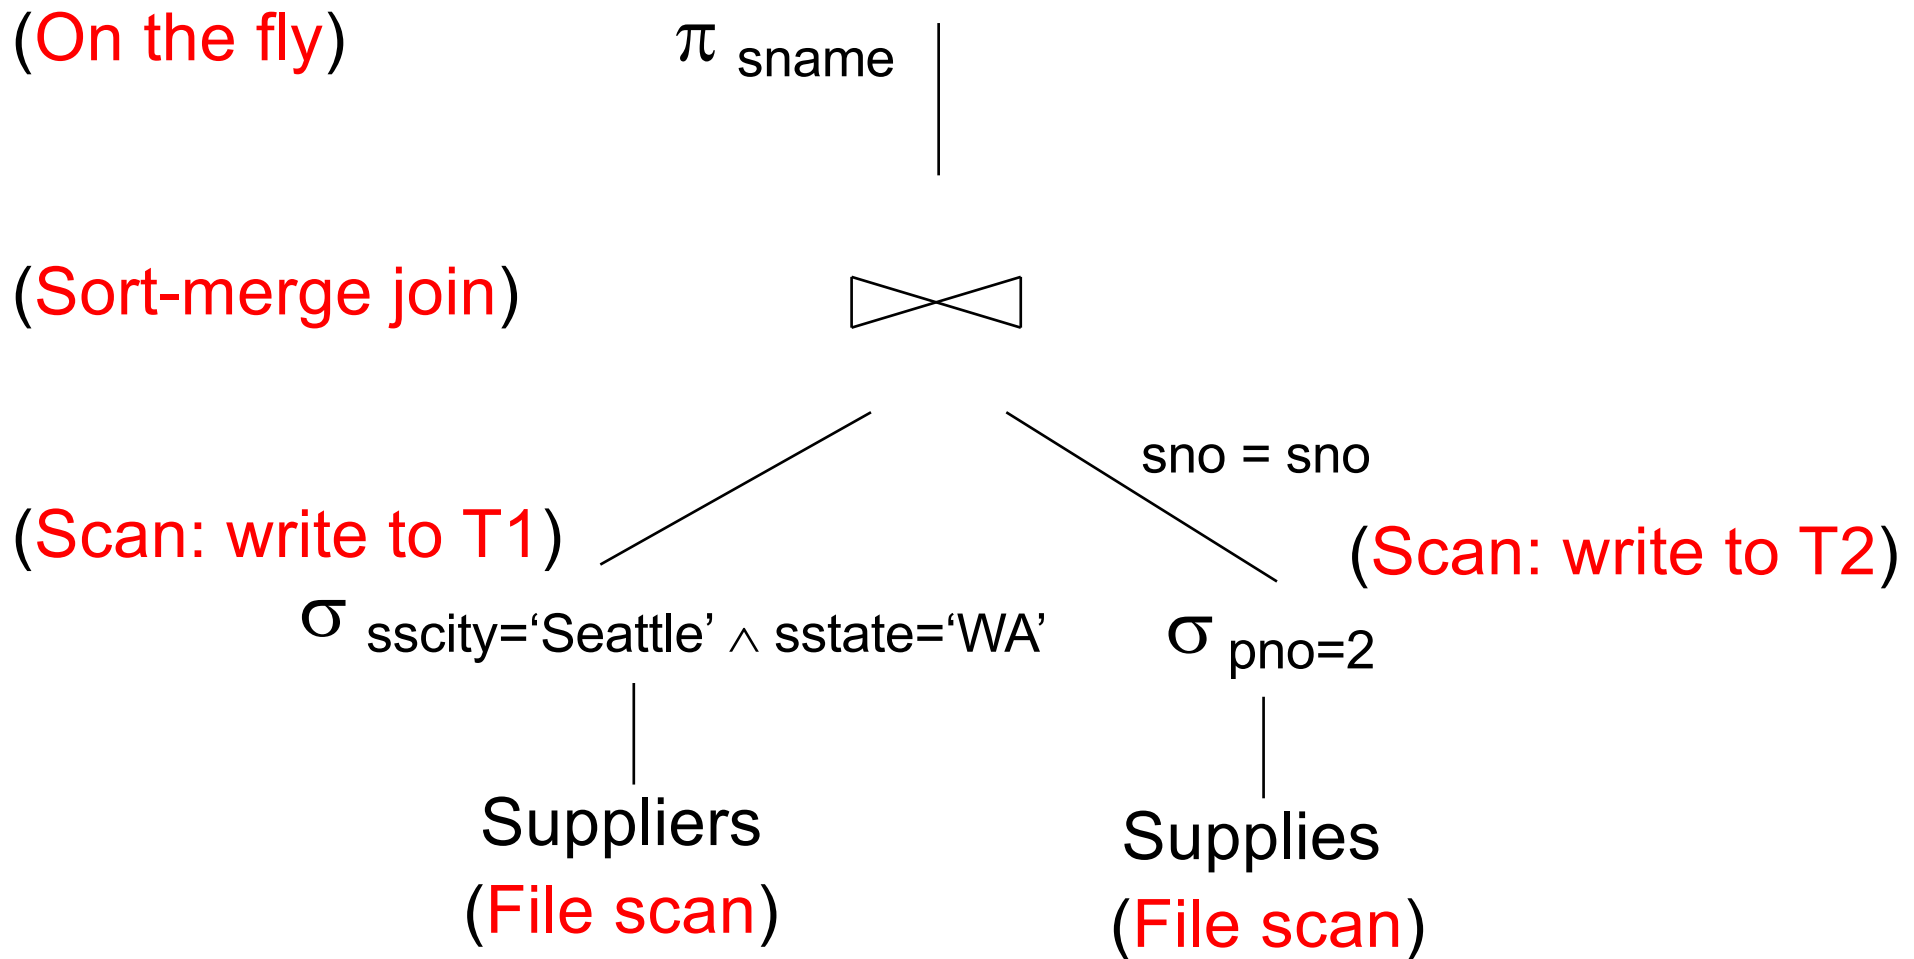 (On the fly)
π sname
(Sort-merge join)
sno = sno
(Scan: write to T1)
(Scan: write to T2)
σ sscity=‘Seattle’ ∧ sstate=‘WA’
σ pno=2
Suppliers
Supplies
(File scan)
(File scan)